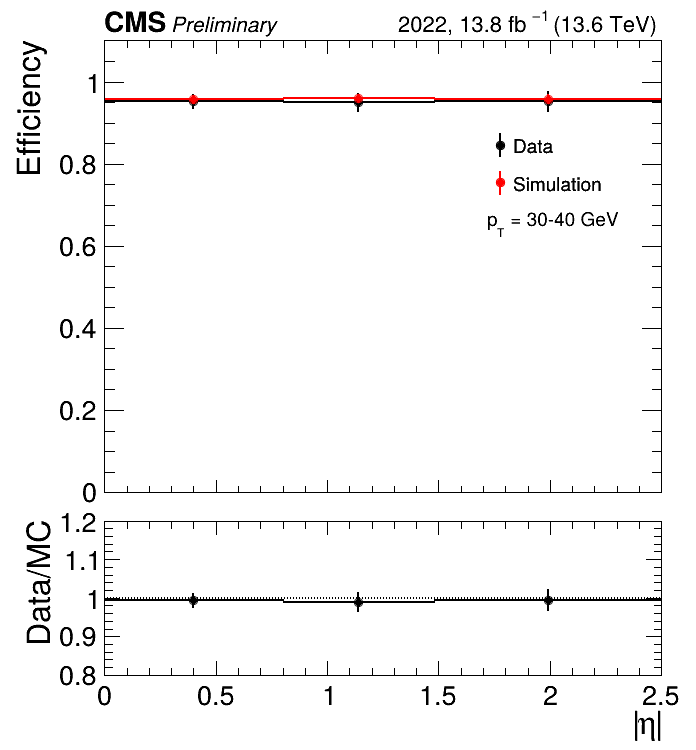 CMS Preliminary 2022, 13.8 fb⁻¹ (13.6 TeV)
Efficiency
1
0.8
0.6
0.4
0.2
0
Data
Simulation
p_T = 30-40 GeV
Data/MC
1.2
1.1
1
0.9
0.8
0 0.5 1 1.5 2 2.5
|η|